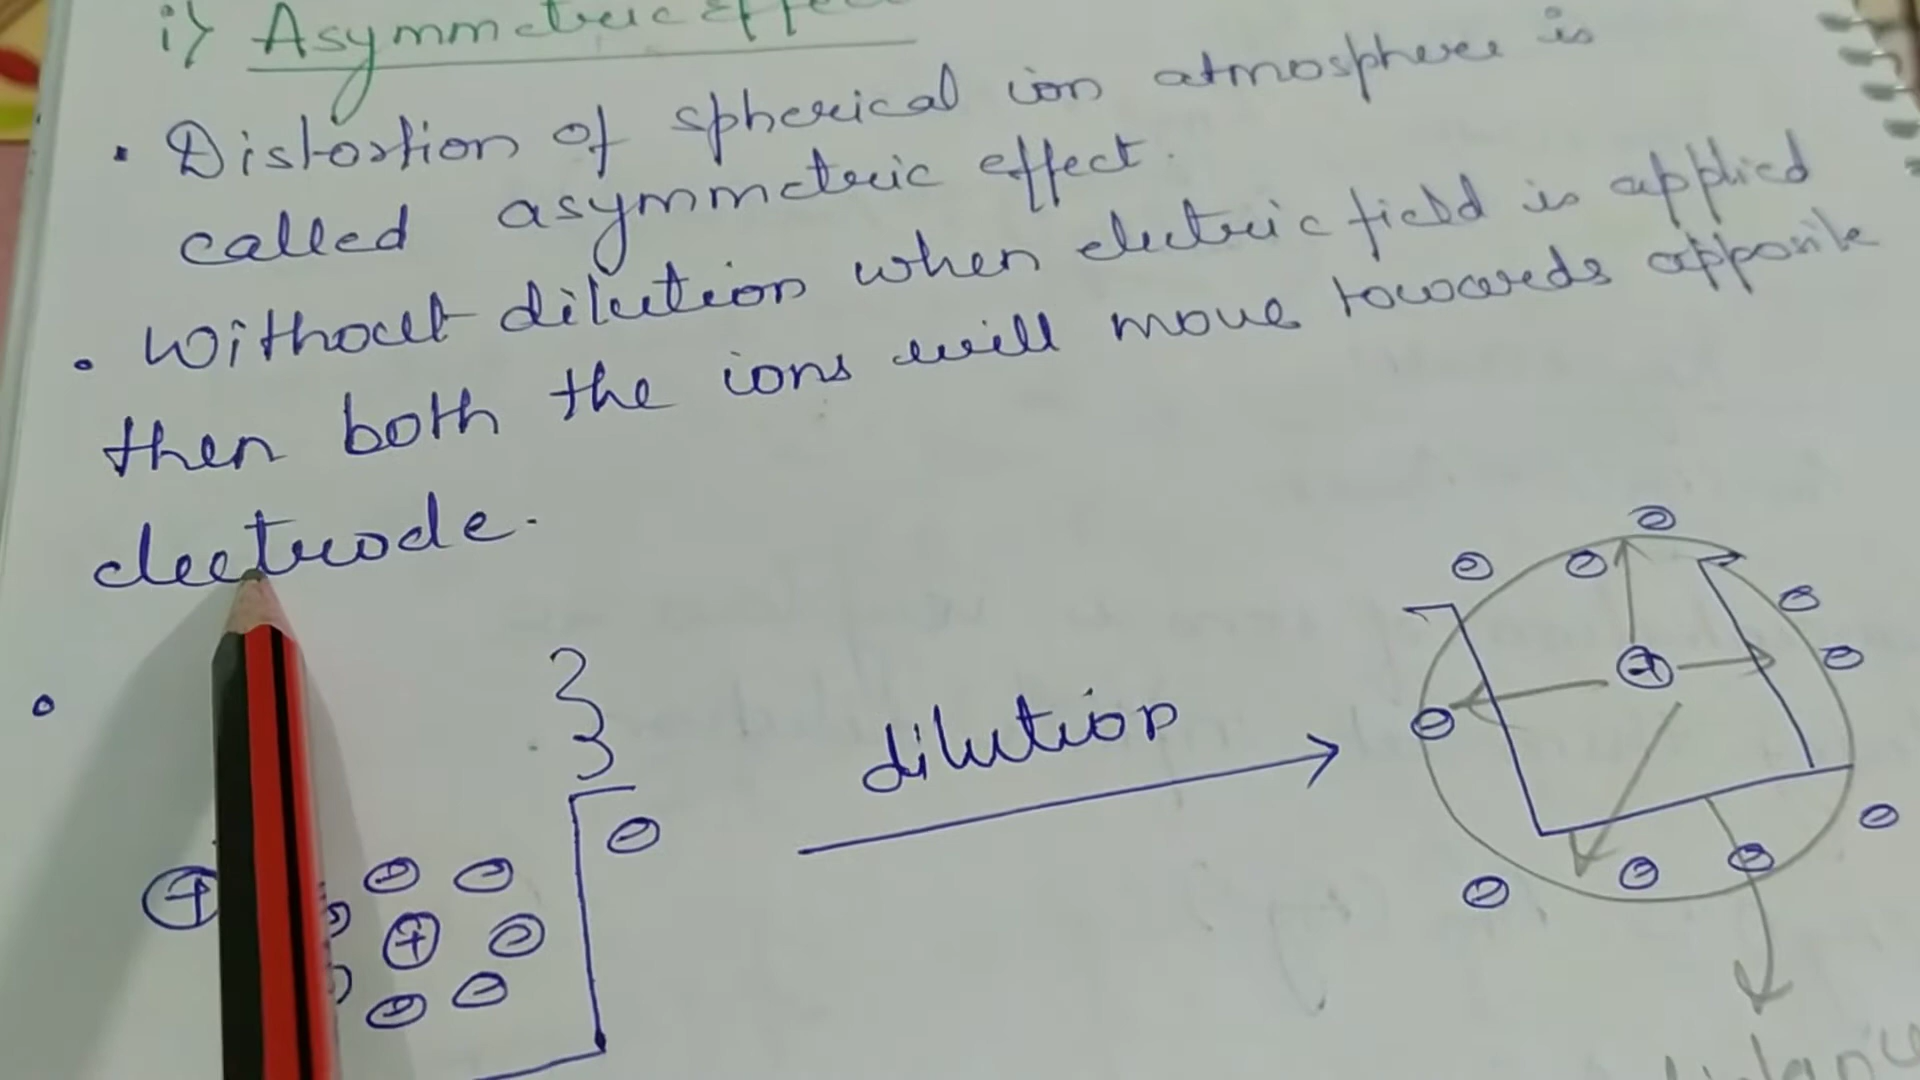 i) Asymmetric effect
• Distortion of spherical ion atmosphere is
called asymmetric effect.
• Without dilution when electric field is applied
then both the ions will move towards opposite
electrode.
dilution